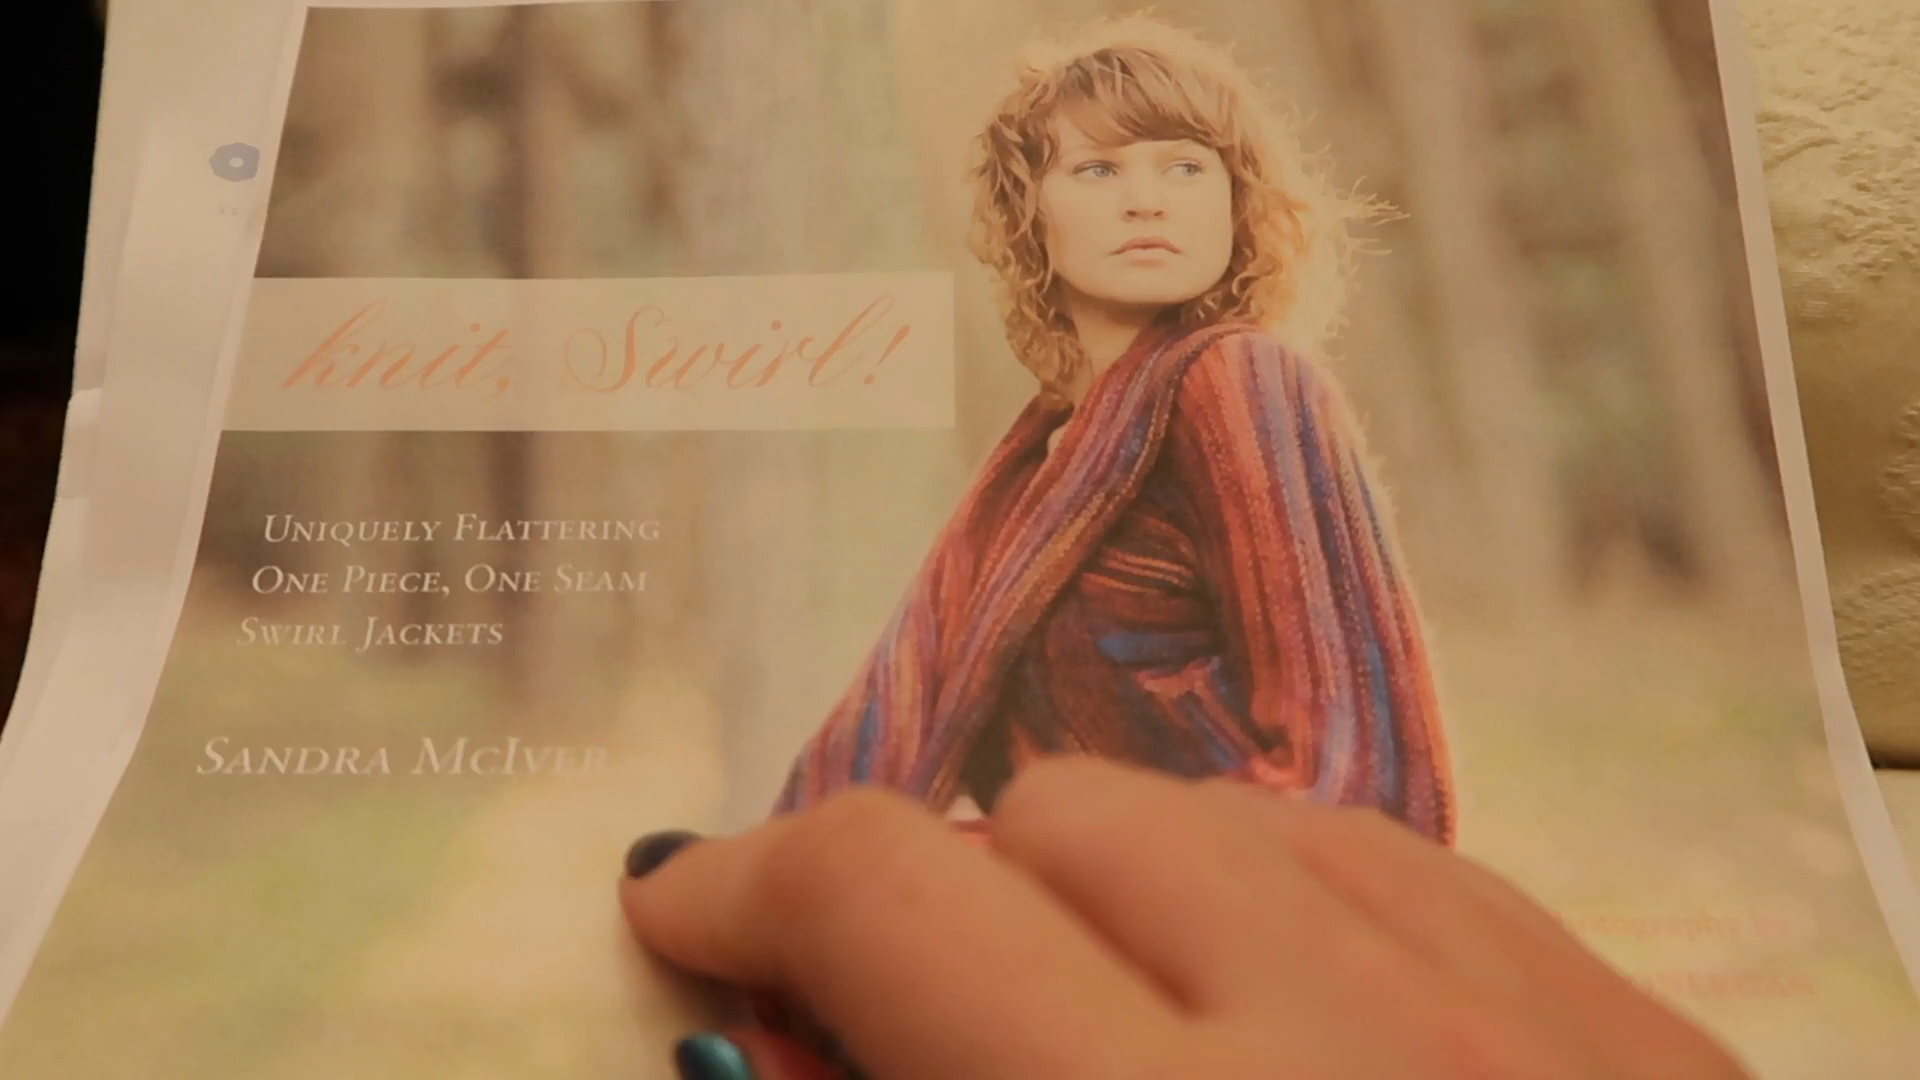 knit, Swirl!
UNIQUELY FLATTERING
ONE PIECE, ONE SEAM
SWIRL JACKETS
SANDRA MCIVER